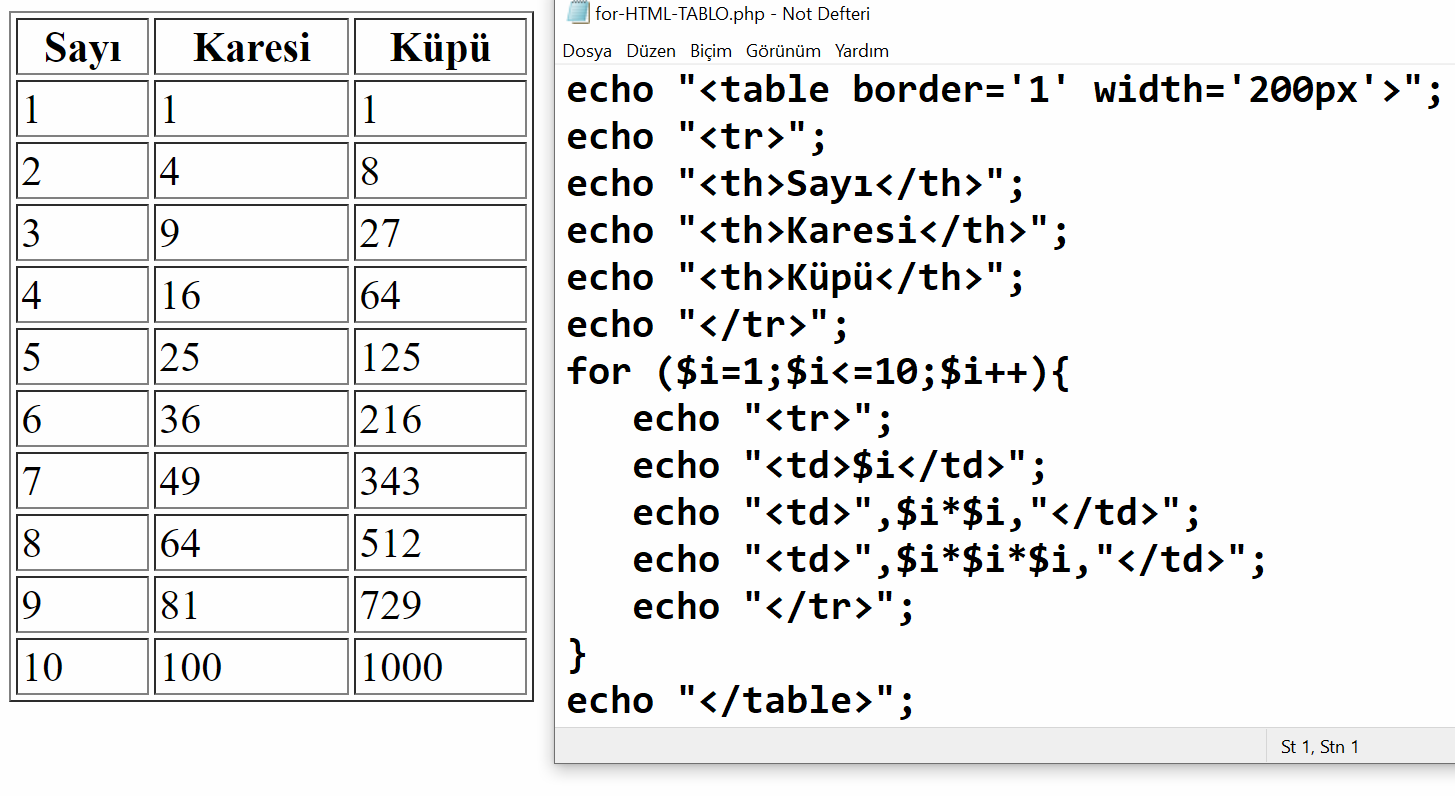 Sayı Karesi Küpü
1 1 1
2 4 8
3 9 27
4 16 64
5 25 125
6 36 216
7 49 343
8 64 512
9 81 729
10 100 1000
for-HTML-TABLO.php - Not Defteri
Dosya Düzen Biçim Görünüm Yardım
echo "<table border='1' width='200px'>";
echo "<tr>";
echo "<th>Sayı</th>";
echo "<th>Karesi</th>";
echo "<th>Küpü</th>";
echo "</tr>";
for ($i=1;$i<=10;$i++){
   echo "<tr>";
   echo "<td>$i</td>";
   echo "<td>",$i*$i,"</td>";
   echo "<td>",$i*$i*$i,"</td>";
   echo "</tr>";
}
echo "</table>";
St 1, Stn 1